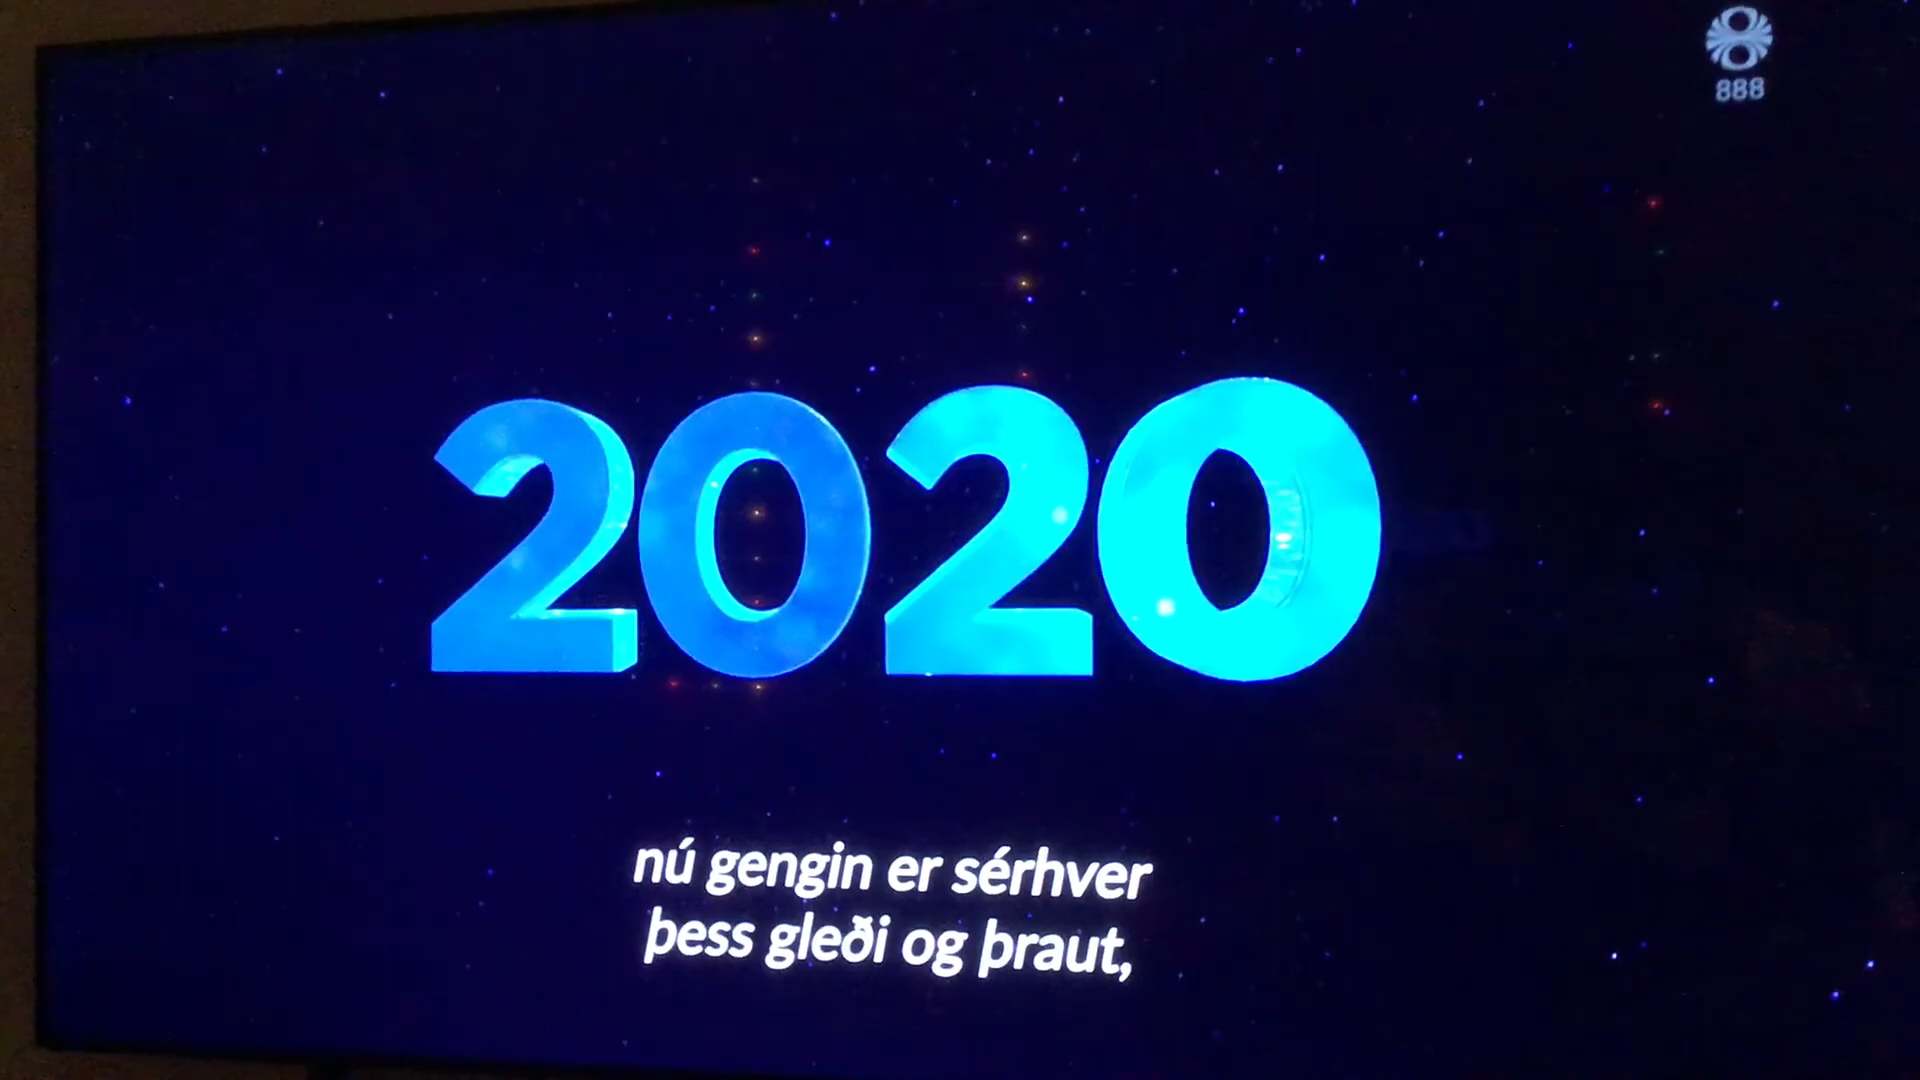 888
2020
nú gengin er sérhver
þess gleði og þraut,